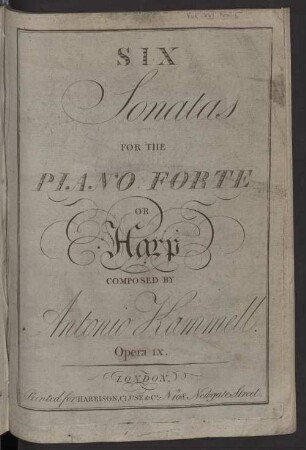 SIX
Sonatas
FOR THE
PIANO FORTE
OR
Harp
COMPOSED BY
Antonio Kammell.
Opera IX.
LONDON,
Printed for HARRISON, CLUSE & Co. No. 78, Newgate Street.